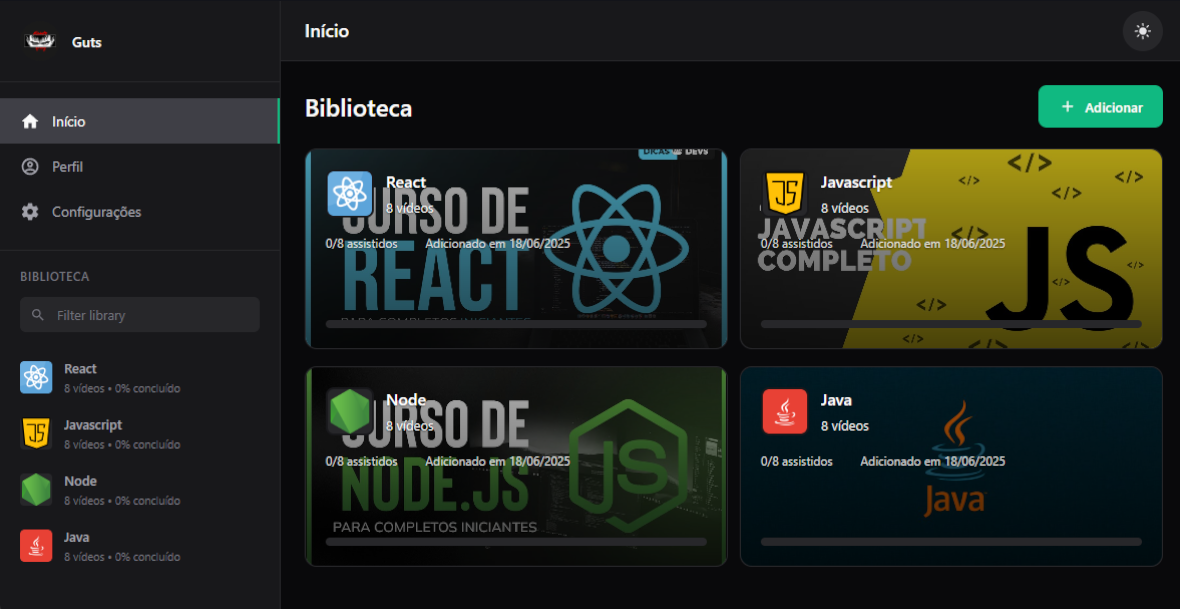 Guts
Início
Perfil
Configurações
BIBLIOTECA
Filter library
React
8 vídeos • 0% concluído
Javascript
8 vídeos • 0% concluído
Node
8 vídeos • 0% concluído
Java
8 vídeos • 0% concluído
Início
Biblioteca
+ Adicionar
DICAS DEVS
React
8 vídeos
CURSO DE
0/8 assistidos Adicionado em 18/06/2025
REACT
PARA COMPLETOS INICIANTES
Javascript
8 vídeos
JAVASCRIPT
0/8 assistidos Adicionado em 18/06/2025
COMPLETO
JS
</>
</>
</>
</>
</>
</>
</>
</>
</>
</>
</>
JS
Node
8 vídeos
CURSO DE
0/8 assistidos Adicionado em 18/06/2025
NODE.JS
JS
PARA COMPLETOS INICIANTES
Java
8 vídeos
0/8 assistidos Adicionado em 18/06/2025
Java